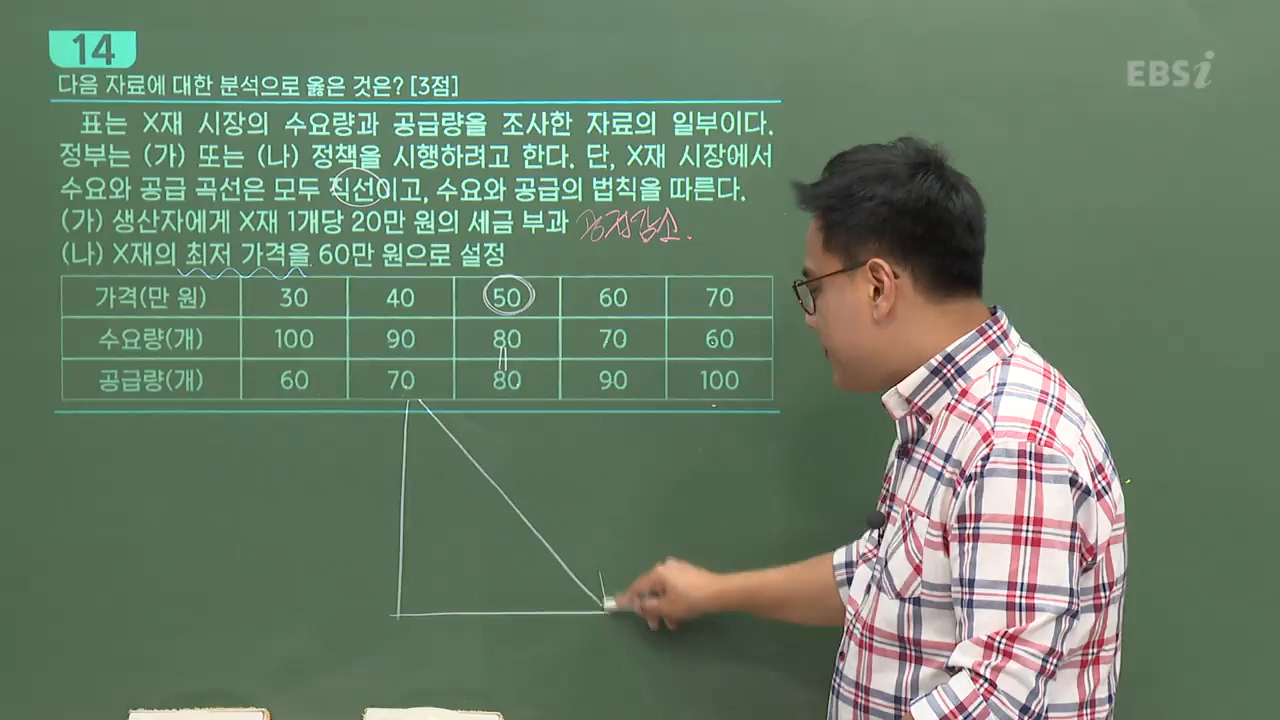 14
EBSi
다음 자료에 대한 분석으로 옳은 것은? [3점]
표는 X재 시장의 수요량과 공급량을 조사한 자료의 일부이다.
정부는 (가) 또는 (나) 정책을 시행하려고 한다. 단, X재 시장에서
수요와 공급 곡선은 모두 직선이고, 수요와 공급의 법칙을 따른다.
(가) 생산자에게 X재 1개당 20만 원의 세금 부과 감소.
(나) X재의 최저 가격을 60만 원으로 설정
가격(만 원) 30 40 50 60 70
수요량(개) 100 90 80 70 60
공급량(개) 60 70 80 90 100